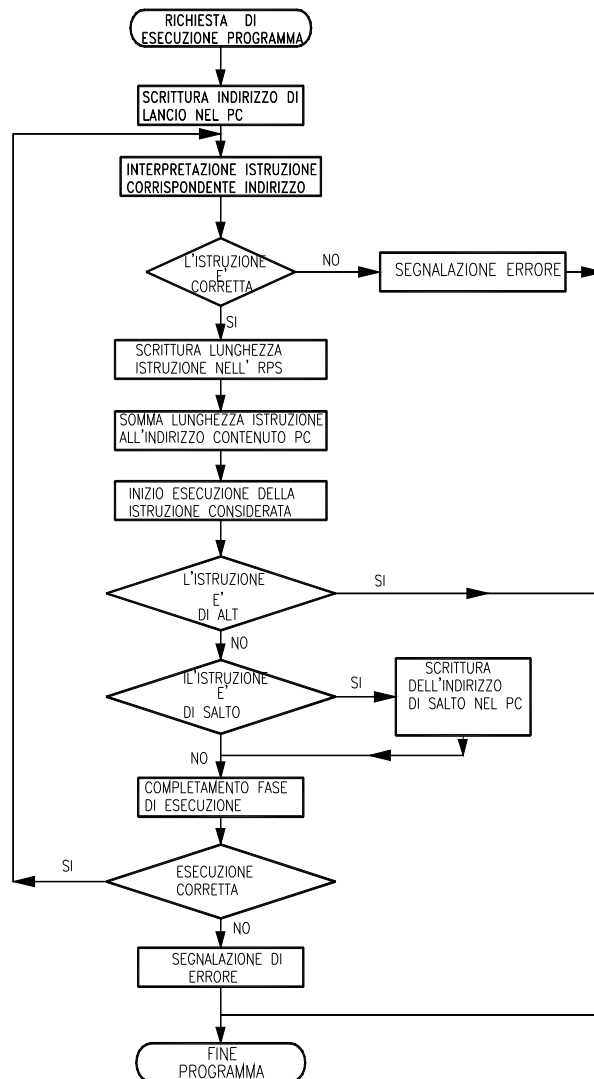 RICHIESTA DI
ESECUZIONE PROGRAMMA
SCRITTURA INDIRIZZO DI
LANCIO NEL PC
INTERPRETAZIONE ISTRUZIONE
CORRISPONDENTE INDIRIZZO
L'ISTRUZIONE
E'
CORRETTA
NO
SEGNALAZIONE ERRORE
SI
SCRITTURA LUNGHEZZA
ISTRUZIONE NELL' RPS
SOMMA LUNGHEZZA ISTRUZIONE
ALL'INDIRIZZO CONTENUTO PC
INIZIO ESECUZIONE DELLA
ISTRUZIONE CONSIDERATA
L'ISTRUZIONE
E'
DI ALT
SI
NO
IL'ISTRUZIONE
E'
DI SALTO
SI
SCRITTURA
DELL'INDIRIZZO
DI SALTO NEL PC
NO
COMPLETAMENTO FASE
DI ESECUZIONE
ESECUZIONE
CORRETTA
SI
NO
SEGNALAZIONE DI
ERRORE
FINE
PROGRAMMA